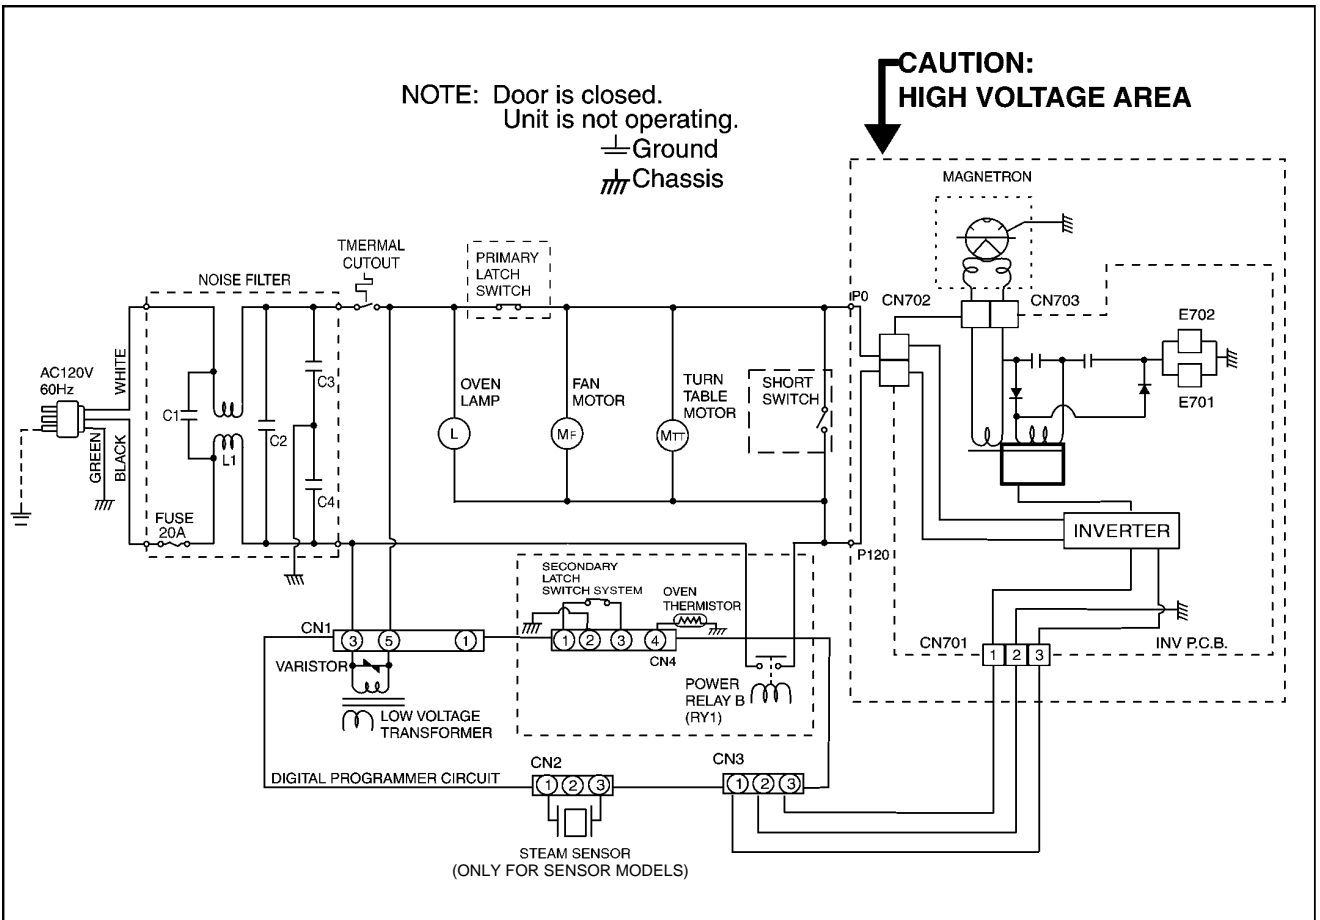 CAUTION:
HIGH VOLTAGE AREA
NOTE: Door is closed.
Unit is not operating.
Ground
Chassis
MAGNETRON
TMERMAL
CUTOUT
PRIMARY
LATCH
SWITCH
NOISE FILTER
P0
CN702
CN703
E702
E701
AC120V
60Hz
WHITE
GREEN
BLACK
C1
L1
C2
C3
C4
FUSE
20A
OVEN
LAMP
L
FAN
MOTOR
MF
TURN
TABLE
MOTOR
MTT
SHORT
SWITCH
INVERTER
P120
SECONDARY
LATCH
SWITCH SYSTEM
OVEN
THERMISTOR
CN1
3 5 1
1 2 3 4
CN4
VARISTOR
LOW VOLTAGE
TRANSFORMER
POWER
RELAY B
(RY1)
CN701
1 2 3
INV P.C.B.
DIGITAL PROGRAMMER CIRCUIT
CN2
1 2 3
CN3
1 2 3
STEAM SENSOR
(ONLY FOR SENSOR MODELS)